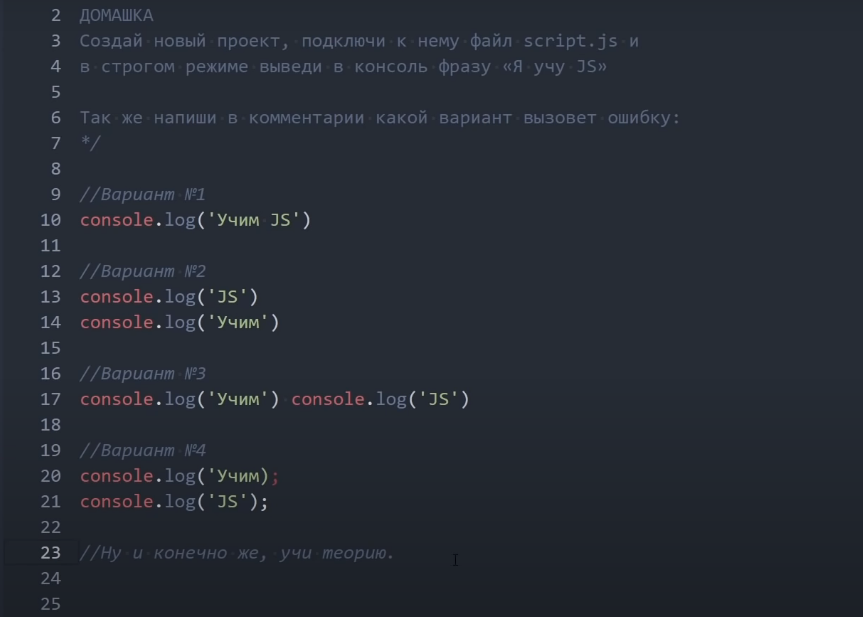 2 ДОМАШКА
3 Создай новый проект, подключи к нему файл script.js и
4 в строгом режиме выведи в консоль фразу «Я учу JS»
5
6 Так же напиши в комментарии какой вариант вызовет ошибку:
7 */
8
9 //Вариант №1
10 console.log('Учим JS')
11
12 //Вариант №2
13 console.log('JS')
14 console.log('Учим')
15
16 //Вариант №3
17 console.log('Учим') console.log('JS')
18
19 //Вариант №4
20 console.log('Учим);
21 console.log('JS');
22
23 //Ну и конечно же, учи теорию.
24
25